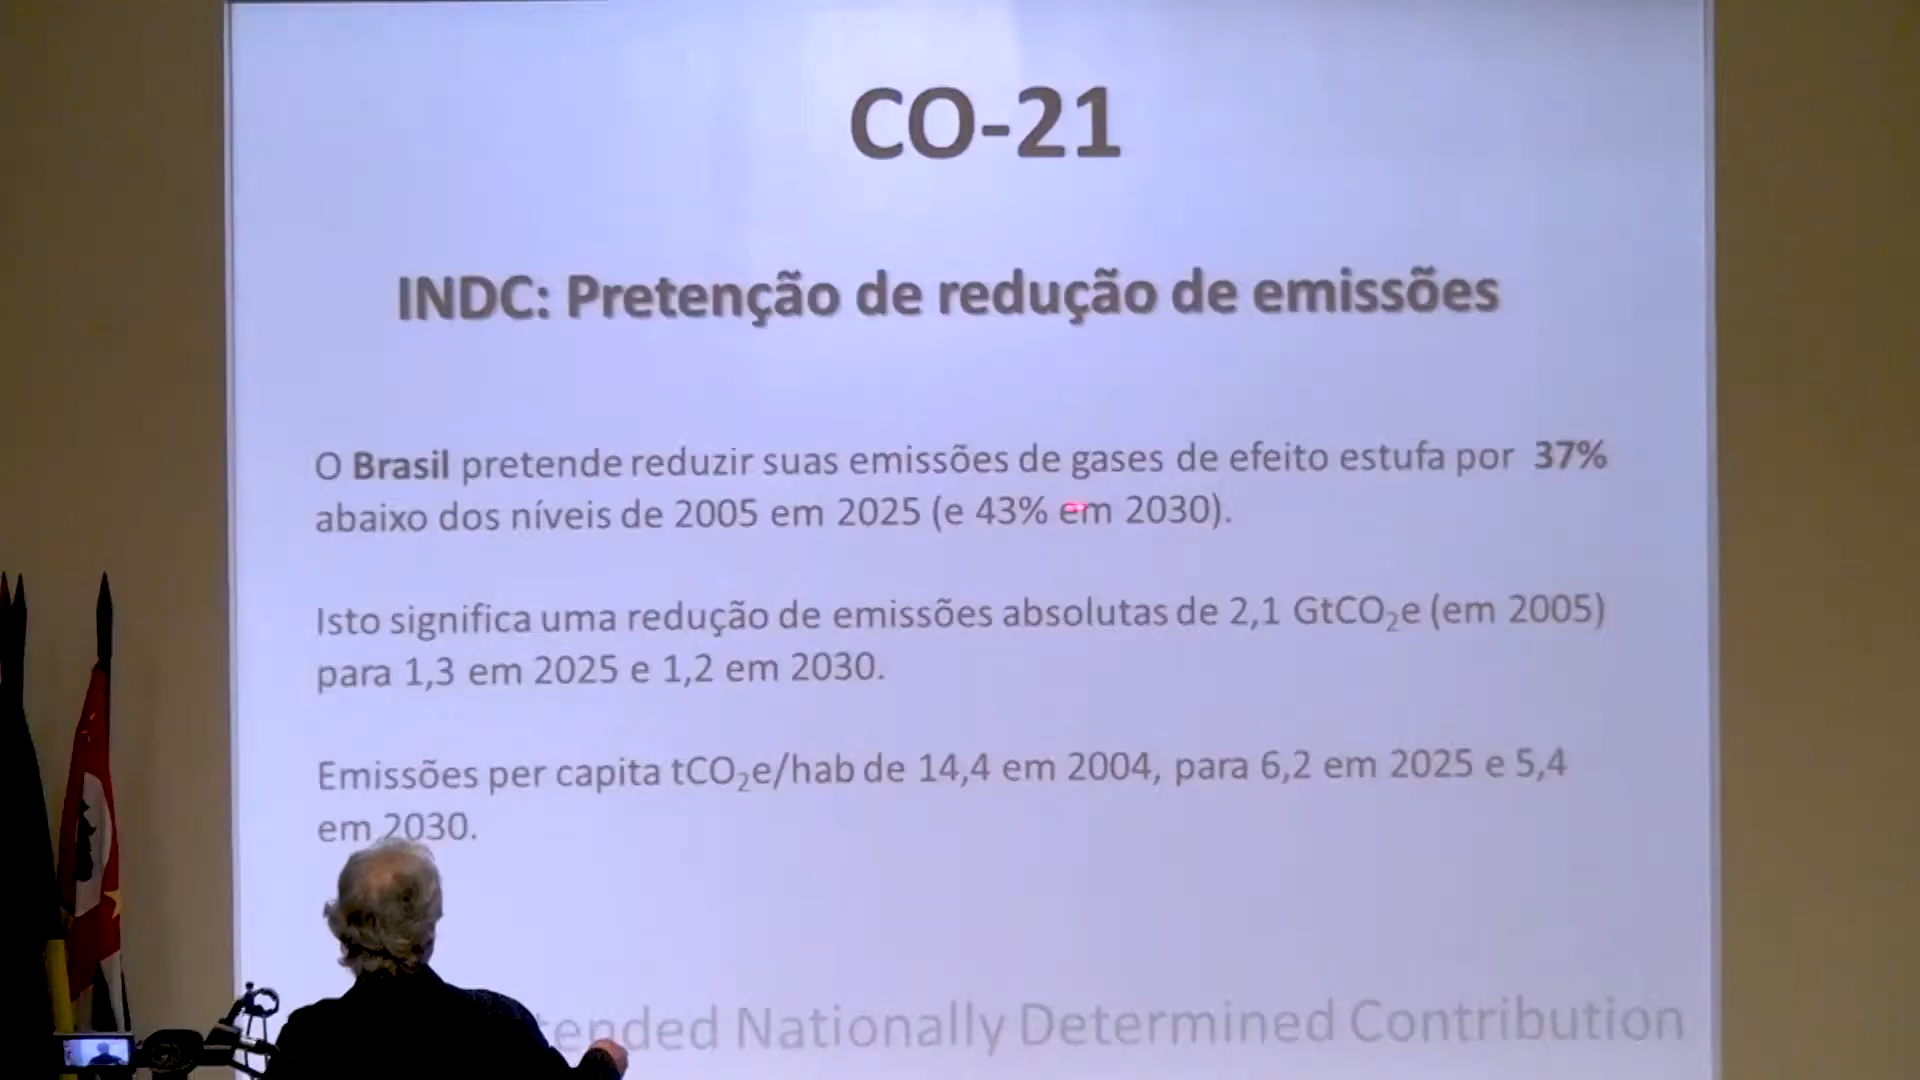 CO-21
INDC: Pretenção de redução de emissões
O Brasil pretende reduzir suas emissões de gases de efeito estufa por 37%
abaixo dos níveis de 2005 em 2025 (e 43% em 2030).
Isto significa uma redução de emissões absolutas de 2,1 GtCO₂e (em 2005)
para 1,3 em 2025 e 1,2 em 2030.
Emissões per capita tCO₂e/hab de 14,4 em 2004, para 6,2 em 2025 e 5,4
em 2030.
Nationally Determined Contribution